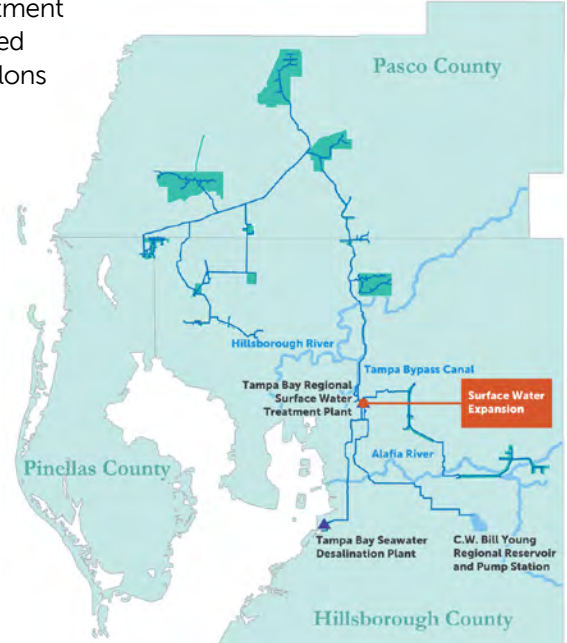 tment
ed
lons
Pasco County
Hillsborough River
Tampa Bypass Canal
Tampa Bay Regional
Surface Water
Treatment Plant
Surface Water
Expansion
Alafia River
Pinellas County
Tampa Bay Seawater
Desalination Plant
C.W. Bill Young
Regional Reservoir
and Pump Station
Hillsborough County